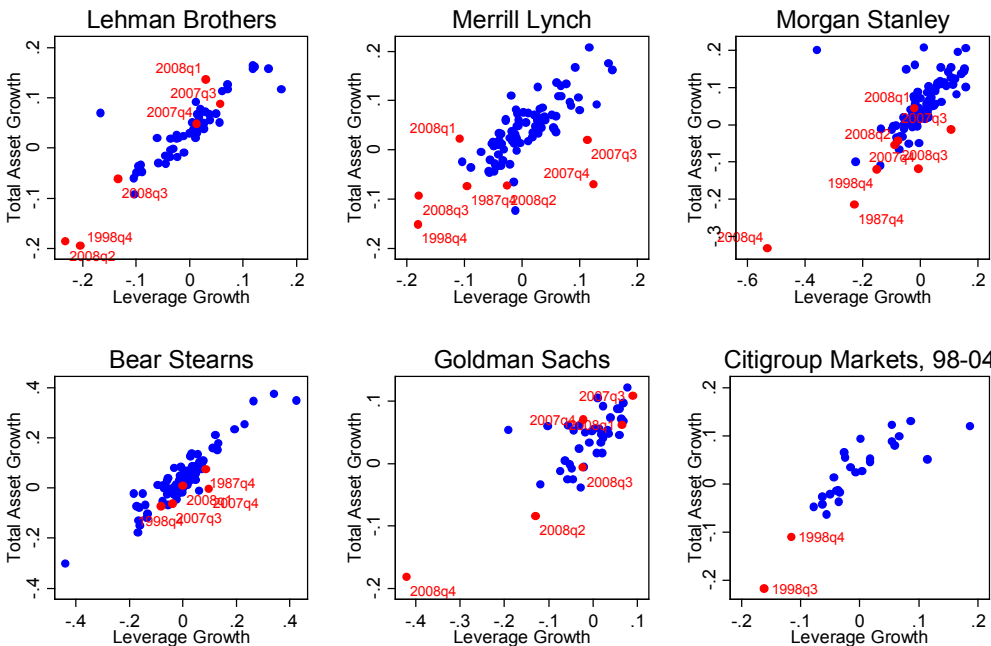 Lehman Brothers
Total Asset Growth
.2
.1
0
-.1
-.2
2008q1
2007q3
2007q4
2008q3
1998q4
2008q2
-.2
-.1
0
.1
.2
Leverage Growth
Merrill Lynch
Total Asset Growth
.2
.1
0
-.1
-.2
2008q1
2007q3
2007q4
1987q4
2008q2
2008q3
1998q4
-.2
-.1
0
.1
.2
Leverage Growth
Morgan Stanley
Total Asset Growth
.2
.1
0
-.1
-.2
-.3
2008q1
2007q3
2008q2
2007q4
2008q3
1998q4
1987q4
2008q4
-.6
-.4
-.2
0
.2
Leverage Growth
Bear Stearns
Total Asset Growth
.4
.2
0
-.2
-.4
1987q4
2008q1
2007q4
2007q3
1998q4
-.4
-.2
0
.2
.4
Leverage Growth
Goldman Sachs
Total Asset Growth
.1
0
-.1
-.2
2007q3
2007q4
2008q1
2008q3
2008q2
2008q4
-.4
-.3
-.2
-.1
0
.1
Leverage Growth
Citigroup Markets, 98-04
Total Asset Growth
.2
.1
0
-.1
-.2
1998q4
1998q3
-.2
-.1
0
.1
.2
Leverage Growth